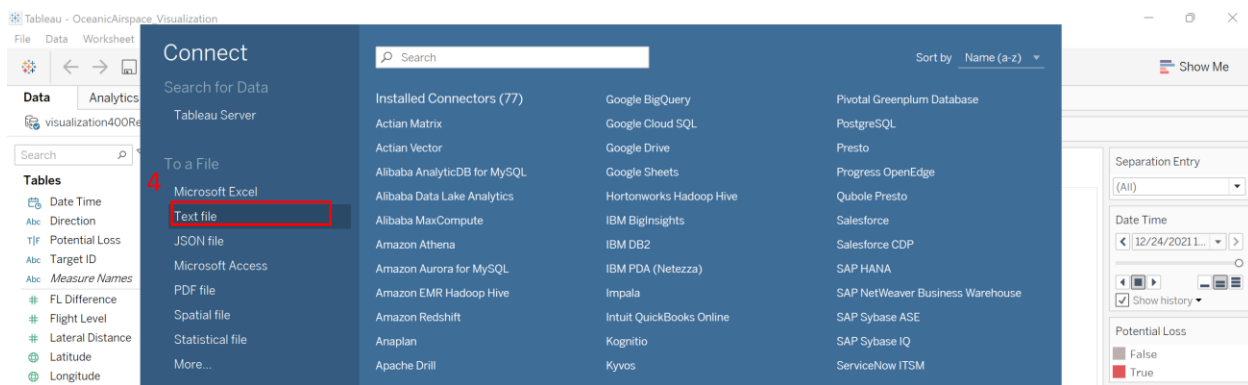 Tableau - OceanicAirspace_Visualization
File Data Worksheet
Data Analytics
visualization400Re
Search
Tables
Date Time
Abc Direction
T|F Potential Loss
Abc Target ID
Abc Measure Names
# FL Difference
# Flight Level
# Lateral Distance
Latitude
Longitude
Connect
Search for Data
Tableau Server
To a File
4
Microsoft Excel
Text file
JSON file
Microsoft Access
PDF file
Spatial file
Statistical file
More...
Search
Sort by Name (a-z)
Installed Connectors (77)
Actian Matrix
Actian Vector
Alibaba AnalyticDB for MySQL
Alibaba Data Lake Analytics
Alibaba MaxCompute
Amazon Athena
Amazon Aurora for MySQL
Amazon EMR Hadoop Hive
Amazon Redshift
Anaplan
Apache Drill
Google BigQuery
Google Cloud SQL
Google Drive
Google Sheets
Hortonworks Hadoop Hive
IBM BigInsights
IBM DB2
IBM PDA (Netezza)
Impala
Intuit QuickBooks Online
Kognitio
Kyvos
Pivotal Greenplum Database
PostgreSQL
Presto
Progress OpenEdge
Qubole Presto
Salesforce
Salesforce CDP
SAP HANA
SAP NetWeaver Business Warehouse
SAP Sybase ASE
SAP Sybase IQ
ServiceNow ITSM
Show Me
Separation Entry
(All)
Date Time
12/24/2021 1...
Show history
Potential Loss
False
True